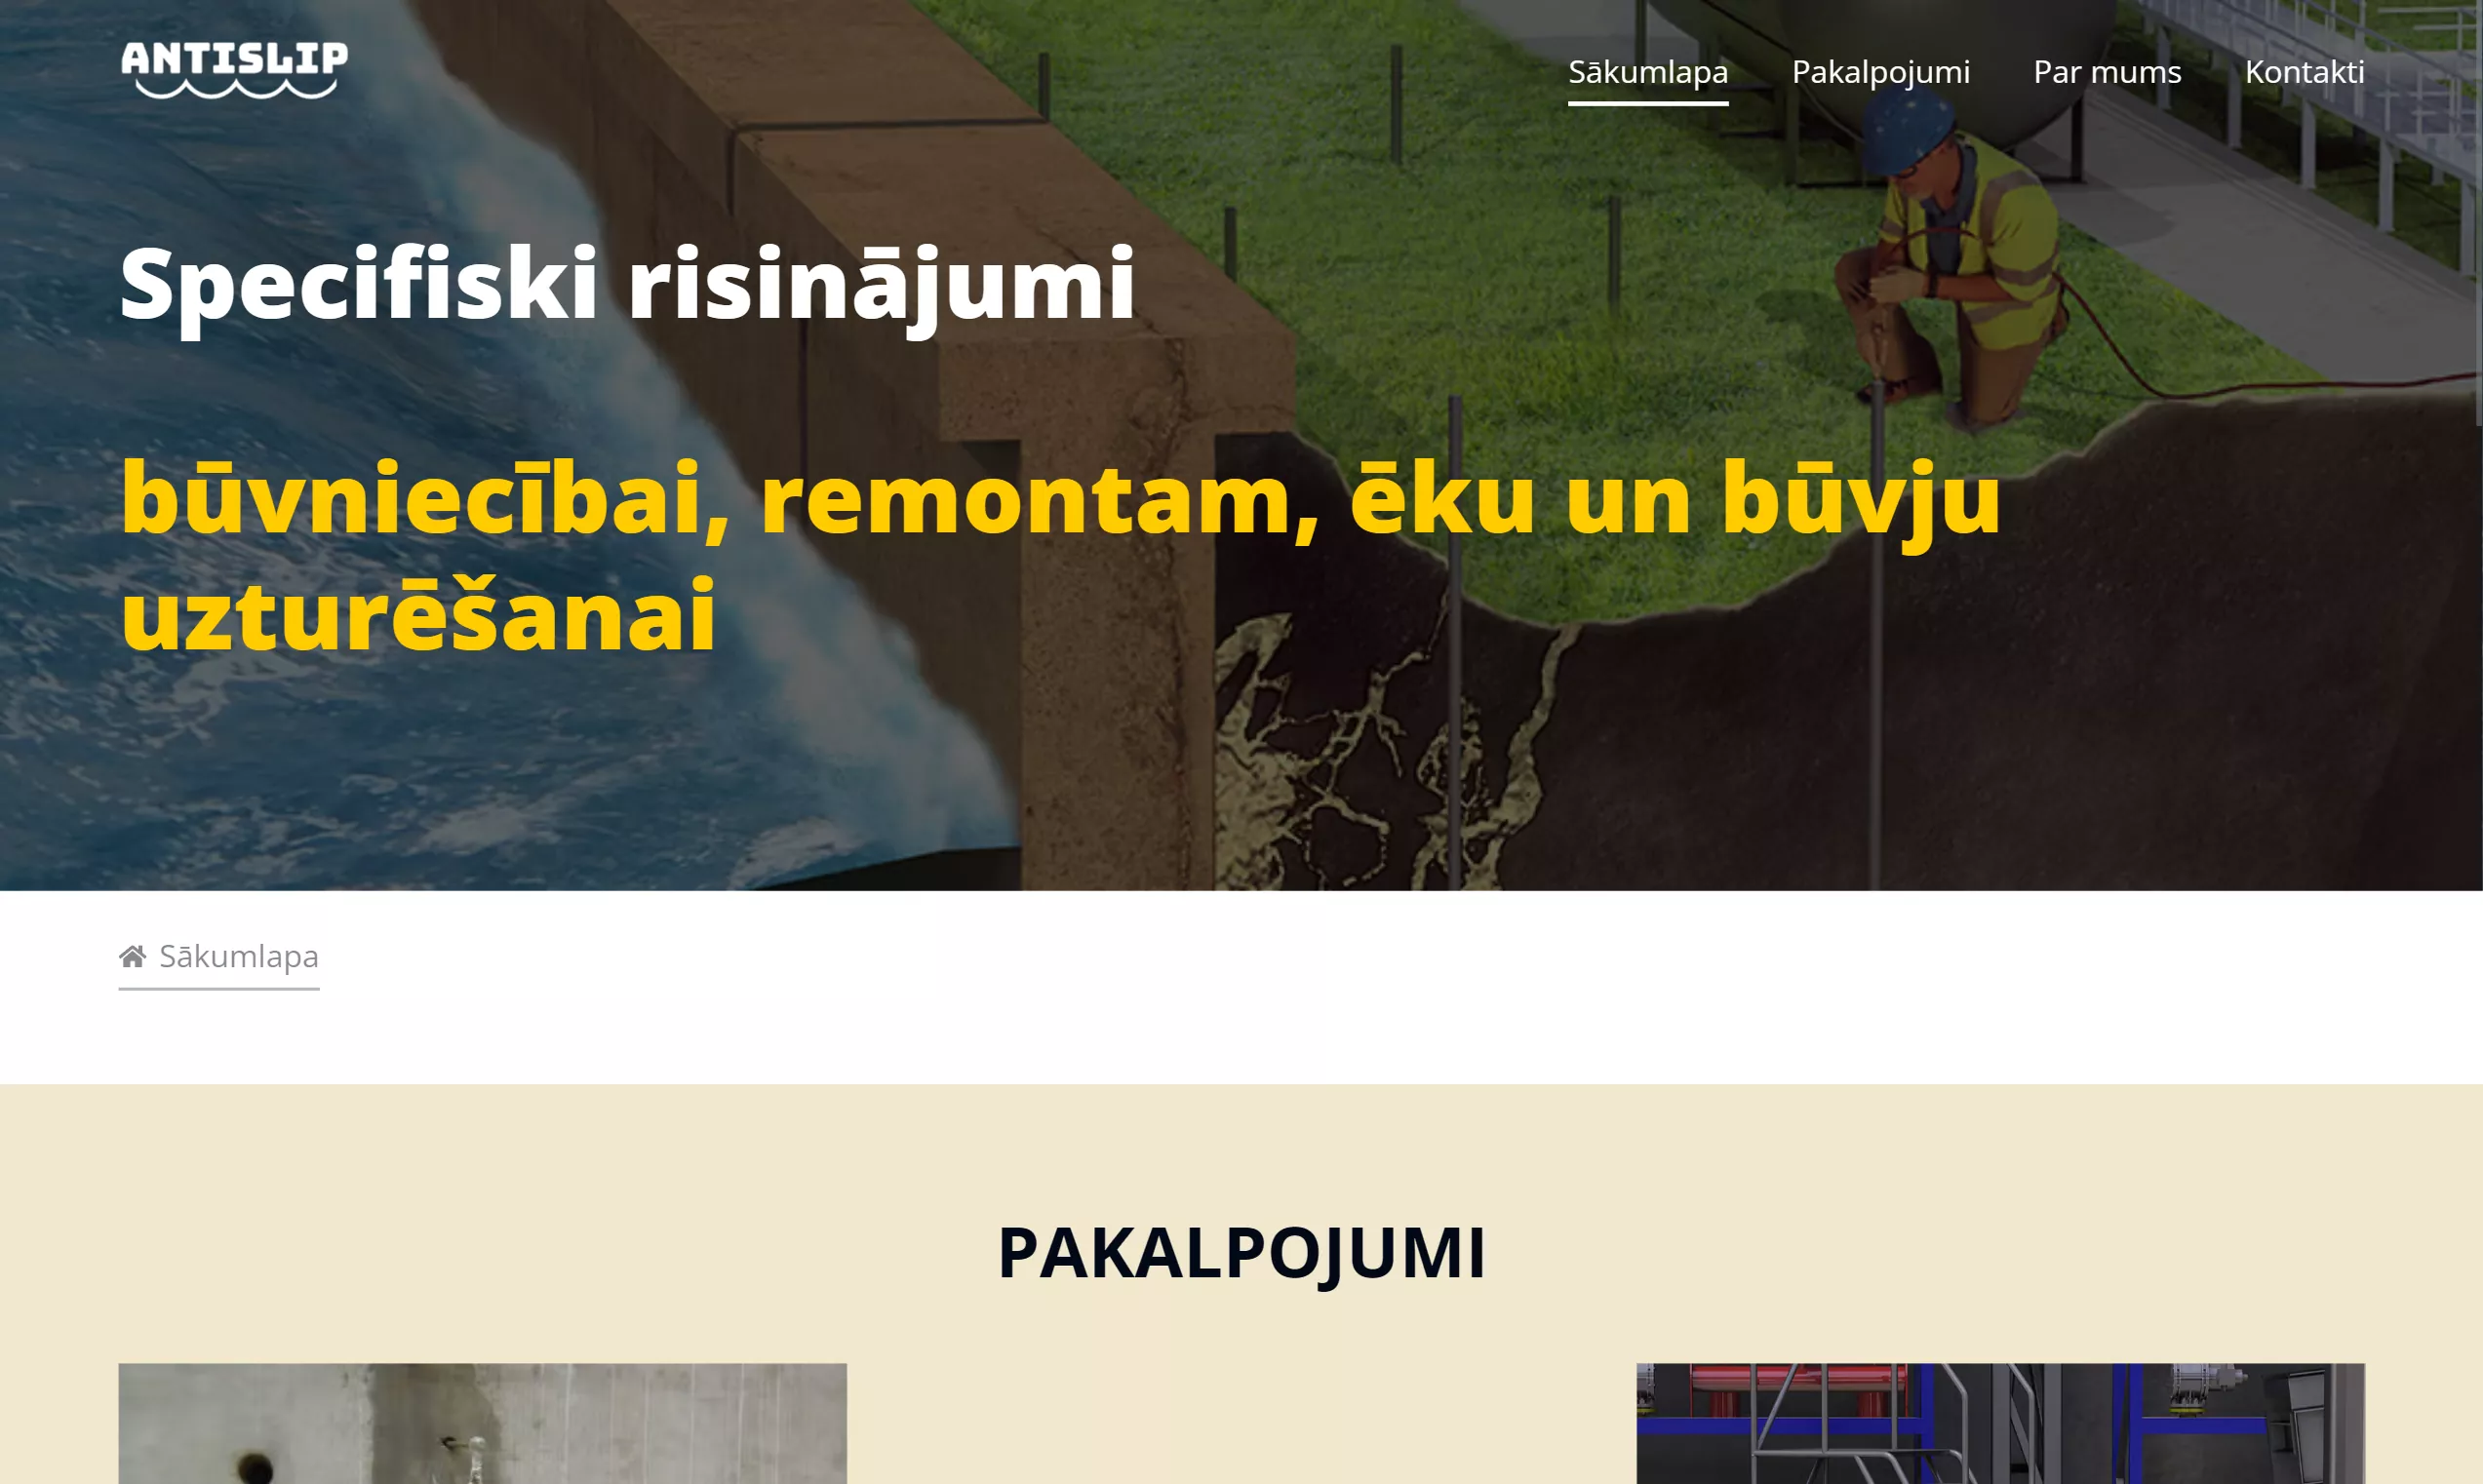 ANTISLIP
Sākumlapa
Pakalpojumi
Par mums
Kontakti
Specifiski risinājumi
būvniecībai, remontam, ēku un būvju
uzturēšanai
Sākumlapa
PAKALPOJUMI